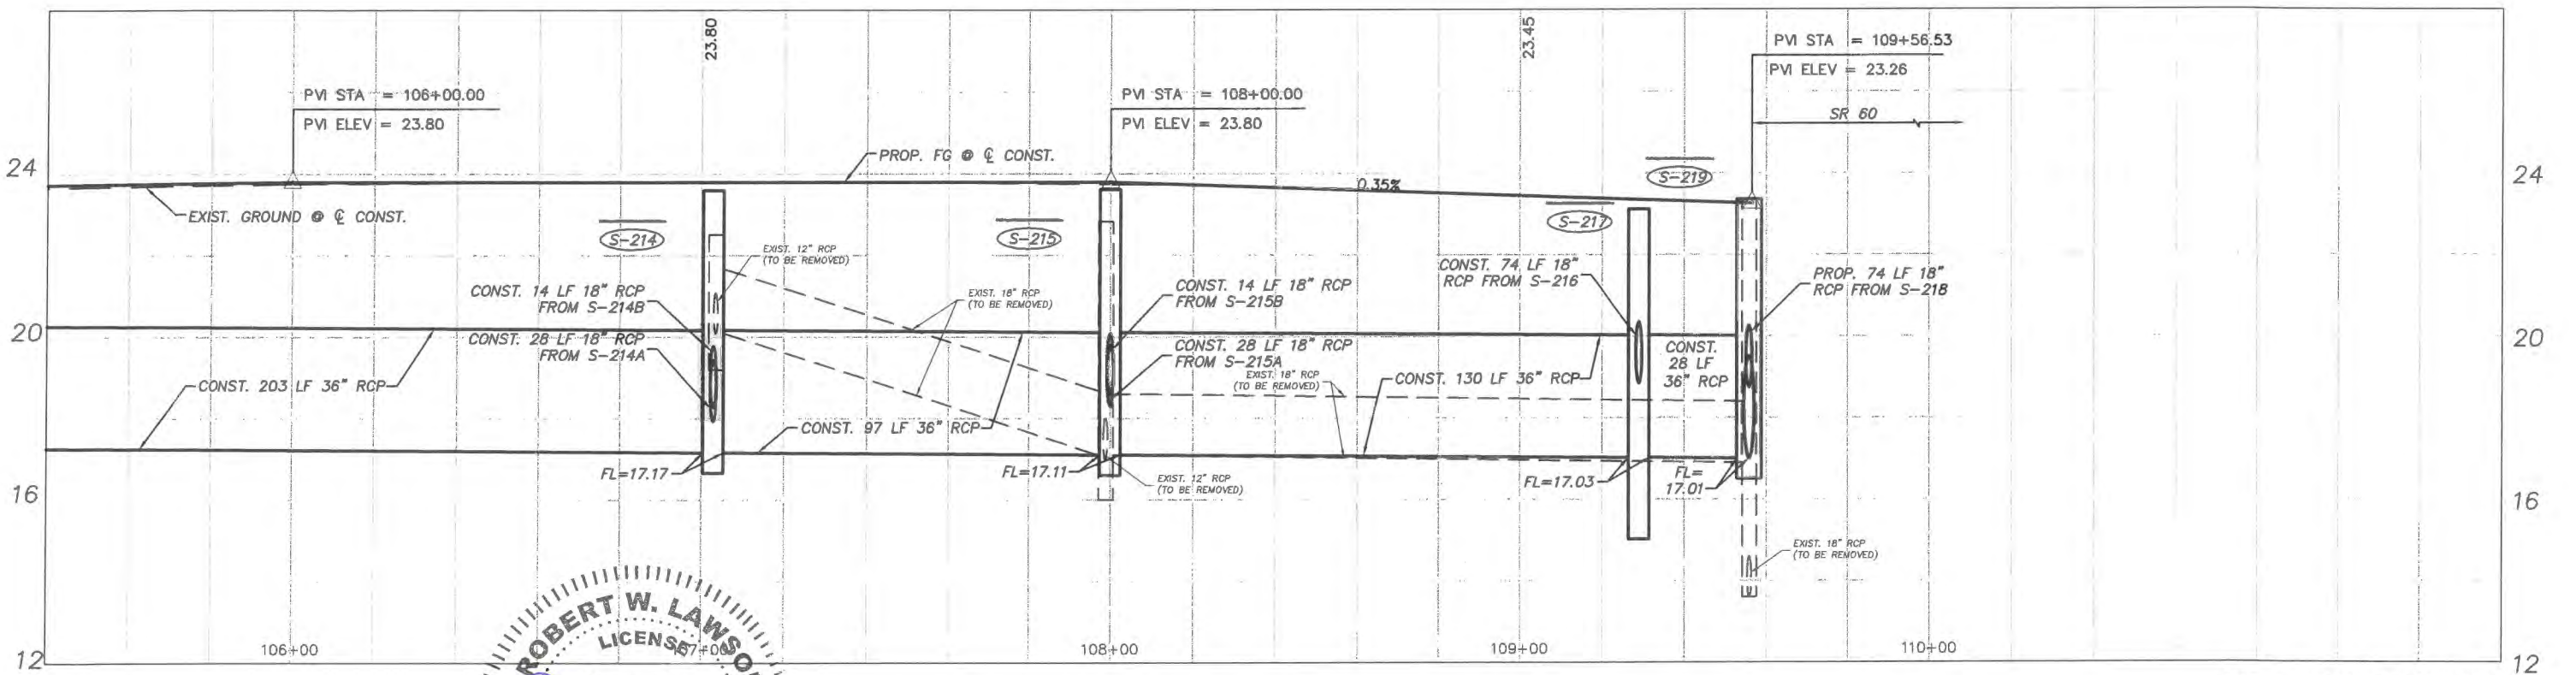 23.80
23.45
PVI STA = 109+56.53
PVI ELEV = 23.26
PVI STA = 106+00.00
PVI ELEV = 23.80
PVI STA = 108+00.00
PVI ELEV = 23.80
SR 60
24
PROP. FG @ ℄ CONST.
0.35%
S-219
24
EXIST. GROUND @ ℄ CONST.
S-214
S-215
S-217
EXIST. 12" RCP
(TO BE REMOVED)
CONST. 14 LF 18" RCP
FROM S-214B
EXIST. 18" RCP
(TO BE REMOVED)
CONST. 14 LF 18" RCP
FROM S-215B
CONST. 74 LF 18"
RCP FROM S-216
PROP. 74 LF 18"
RCP FROM S-218
20
CONST. 28 LF 18" RCP
FROM S-214A
CONST. 28 LF 18" RCP
FROM S-215A
CONST.
28 LF
36" RCP
20
CONST. 203 LF 36" RCP
EXIST. 18" RCP
(TO BE REMOVED)
CONST. 130 LF 36" RCP
CONST. 97 LF 36" RCP
FL=17.17
FL=17.11
EXIST. 12" RCP
(TO BE REMOVED)
FL=17.03
FL=
17.01
16
16
EXIST. 18" RCP
(TO BE REMOVED)
ROBERT W. LAWSO
LICENSE
106+00
107+00
108+00
109+00
110+00
12
12